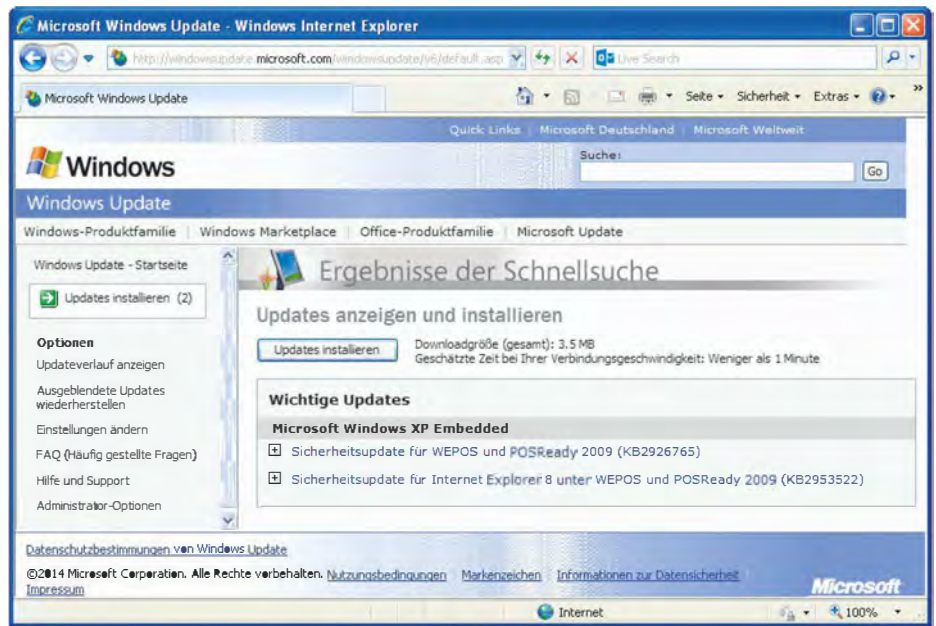 Microsoft Windows Update - Windows Internet Explorer
http://windowsupdate.microsoft.com/windowsupdate/v6/default.asp
Live Search
Microsoft Windows Update
Seite
Sicherheit
Extras
Quick Links | Microsoft Deutschland | Microsoft Weltweit
Windows
Suche:
Go
Windows Update
Windows-Produktfamilie | Windows Marketplace | Office-Produktfamilie | Microsoft Update
Windows Update - Startseite
Updates installieren (2)
Optionen
Updateverlauf anzeigen
Ausgeblendete Updates
wiederherstellen
Einstellungen ändern
FAQ (Häufig gestellte Fragen)
Hilfe und Support
Administrator-Optionen
Ergebnisse der Schnellsuche
Updates anzeigen und installieren
Updates installieren
Downloadgröße (gesamt): 3.5 MB
Geschätzte Zeit bei Ihrer Verbindungsgeschwindigkeit: Weniger als 1 Minute
Wichtige Updates
Microsoft Windows XP Embedded
Sicherheitsupdate für WEPOS und POSReady 2009 (KB2926765)
Sicherheitsupdate für Internet Explorer 8 unter WEPOS und POSReady 2009 (KB2953522)
Datenschutzbestimmungen von Windows Update
©2014 Microsoft Corporation. Alle Rechte vorbehalten. Nutzungsbedingungen Markenzeichen Informationen zur Datensicherheit
Impressum
Microsoft
Internet
100%